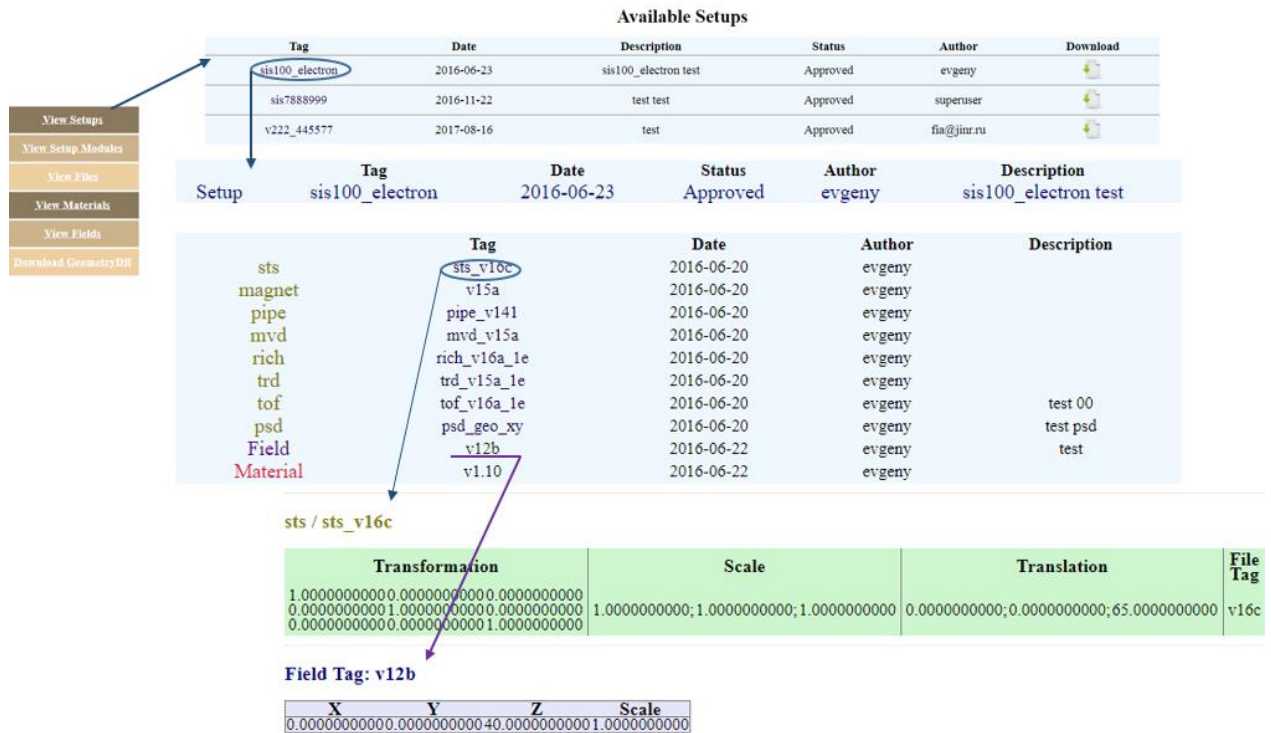 Available Setups
Tag Date Description Status Author Download
sis100_electron 2016-06-23 sis100_electron test Approved evgeny
sis7888999 2016-11-22 test test Approved superuser
v222_445577 2017-08-16 test Approved fia@jinr.ru
View Setups
View Setup Modules
View Files
View Materials
View Fields
Download GeometryDB
Tag Date Status Author Description
Setup sis100_electron 2016-06-23 Approved evgeny sis100_electron test
Tag Date Author Description
sts sts_v16c 2016-06-20 evgeny
magnet v15a 2016-06-20 evgeny
pipe pipe_v141 2016-06-20 evgeny
mvd mvd_v15a 2016-06-20 evgeny
rich rich_v16a_1e 2016-06-20 evgeny
trd trd_v15a_1e 2016-06-20 evgeny
tof tof_v16a_1e 2016-06-20 evgeny test 00
psd psd_geo_xy 2016-06-20 evgeny test psd
Field v12b 2016-06-22 evgeny test
Material v1.10 2016-06-22 evgeny
sts / sts_v16c
Transformation Scale Translation File Tag
1.0000000000 0.0000000000 0.0000000000
0.0000000000 1.0000000000 0.0000000000 1.0000000000;1.0000000000;1.0000000000 0.0000000000;0.0000000000;65.0000000000 v16c
0.0000000000 0.0000000000 1.0000000000
Field Tag: v12b
X Y Z Scale
0.0000000000 0.0000000000 40.0000000000 1.0000000000